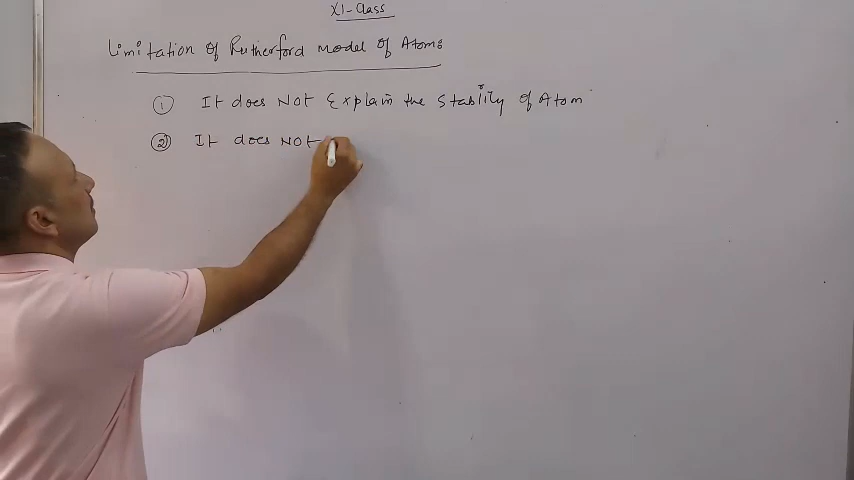 XI-Class
Limitation of Rutherford Model of Atoms
① It does Not Explain the Stability of Atom
② It does Not